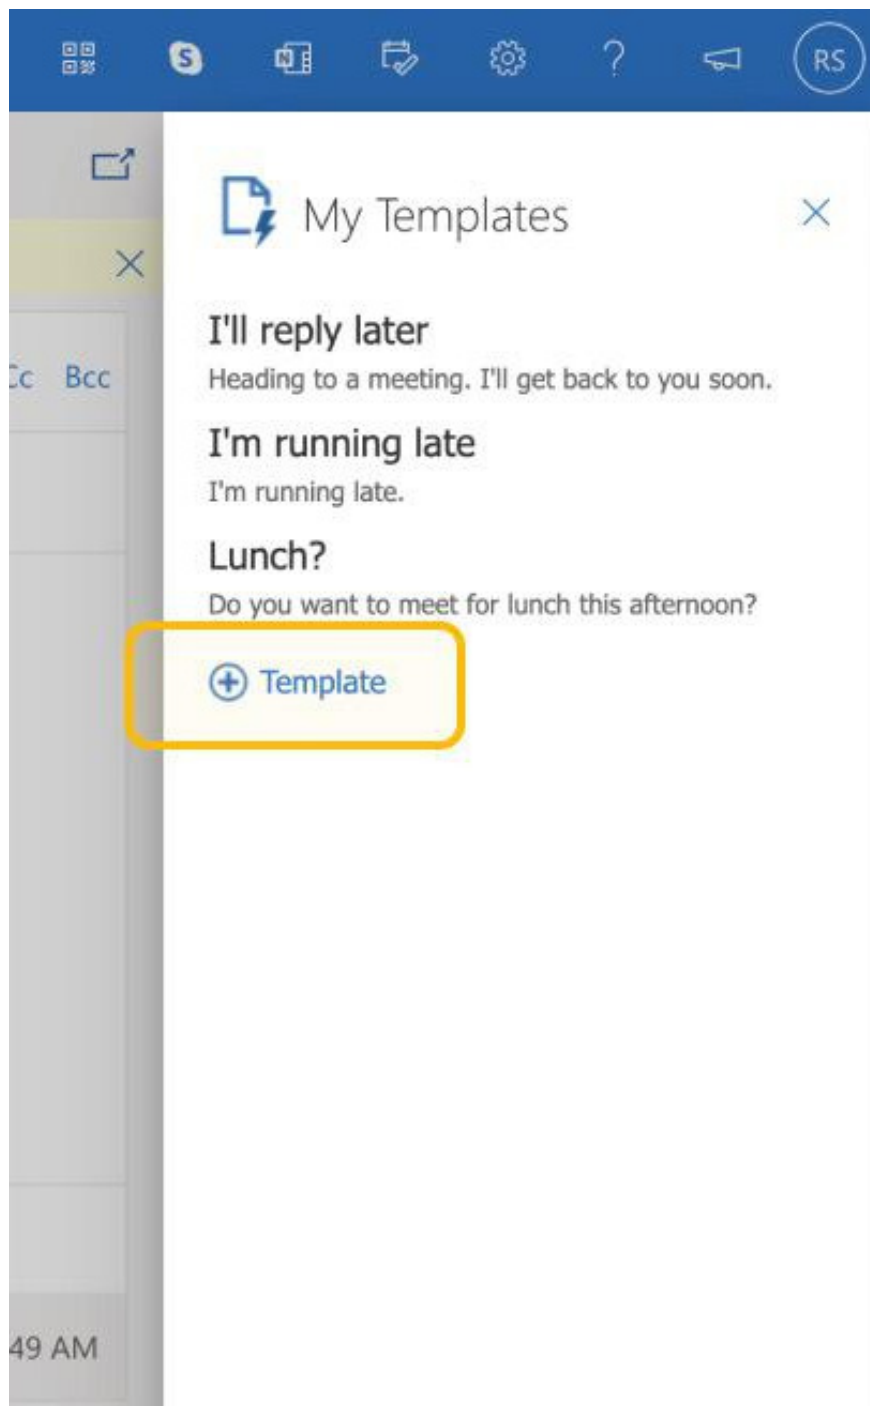 RS
My Templates
I'll reply later
Cc Bcc
Heading to a meeting. I'll get back to you soon.
I'm running late
I'm running late.
Lunch?
Do you want to meet for lunch this afternoon?
Template
49 AM